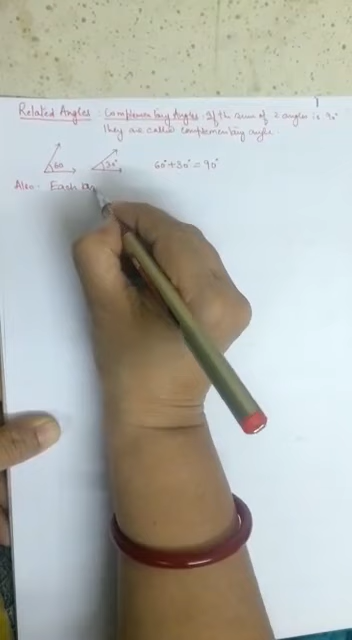 Related Angles : Complementary Angles. If the sum of 2 angles is 90°
They are called complementary angle.
60 30° 60°+30° = 90°
Also - Each